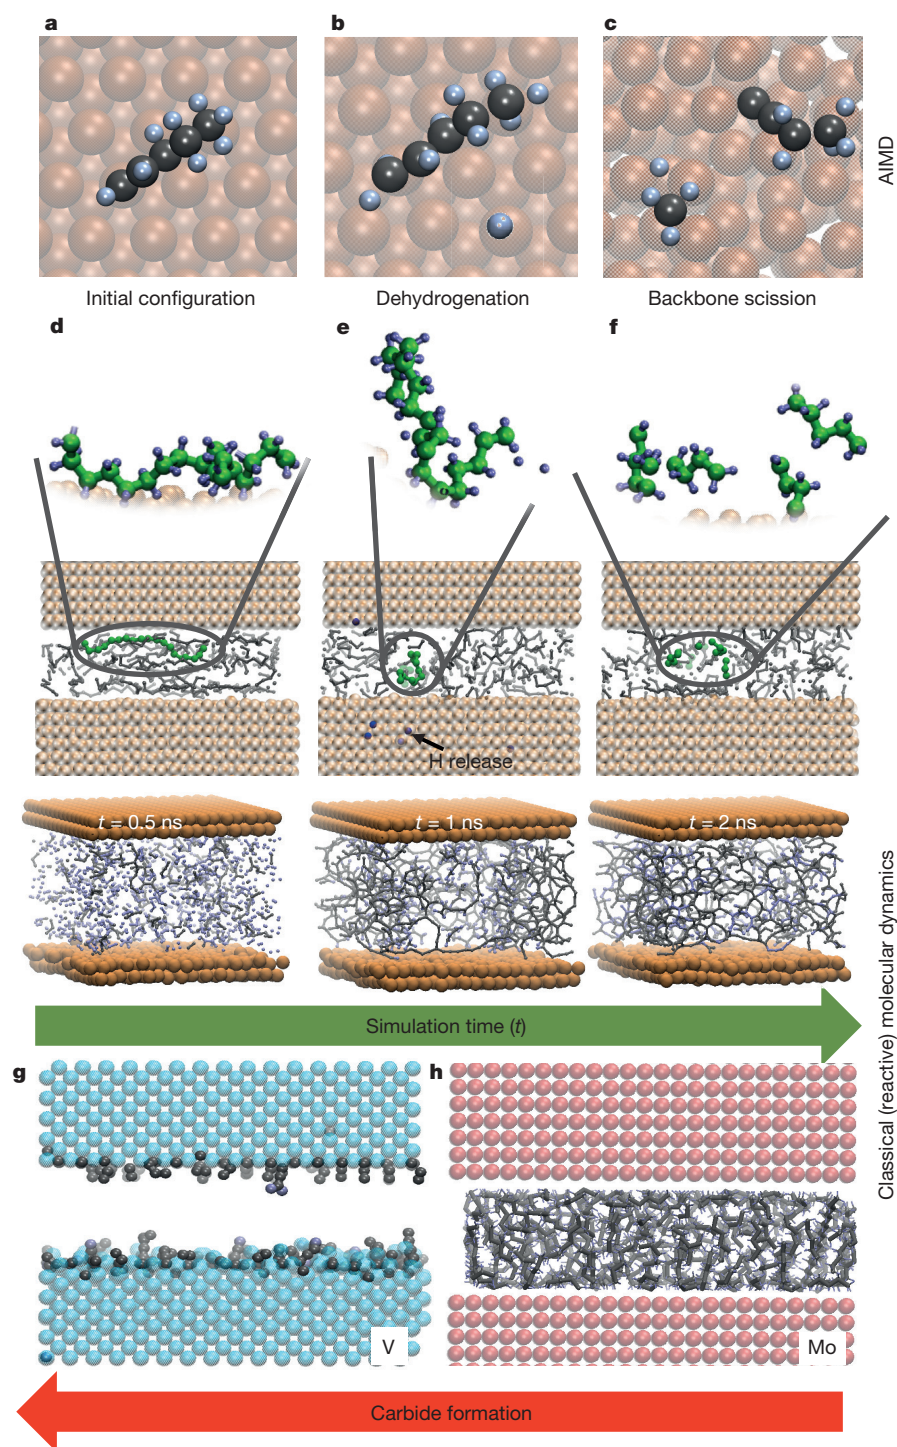 a
b
c
AIMD
Initial configuration
Dehydrogenation
Backbone scission
d
e
f
H release
t = 0.5 ns
t = 1 ns
t = 2 ns
Simulation time (t)
Classical (reactive) molecular dynamics
g
h
V
Mo
Carbide formation